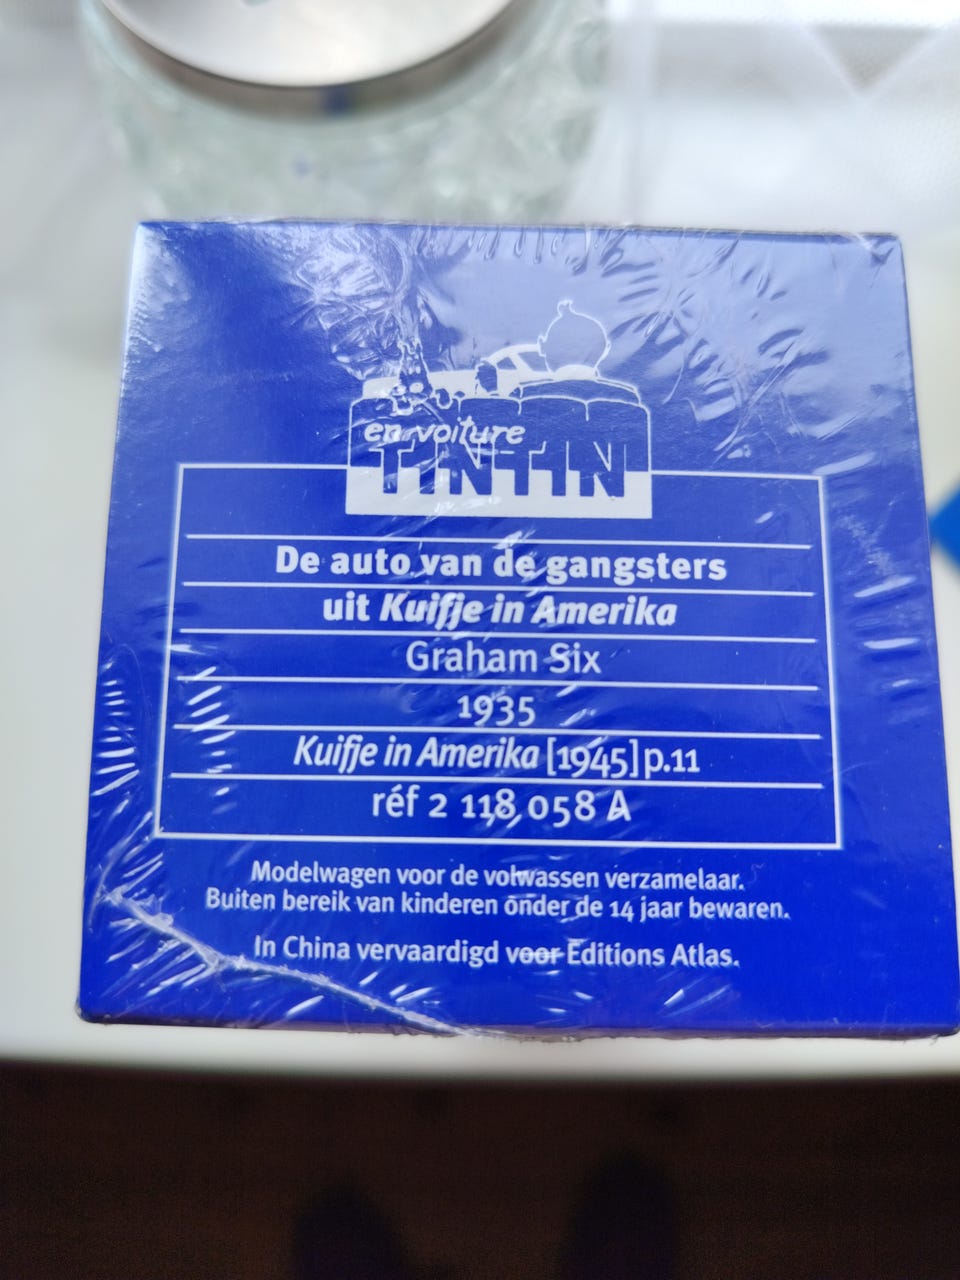 en voiture
TINTIN
De auto van de gangsters
uit Kuifje in Amerika
Graham Six
1935
Kuifje in Amerika [1945] p.11
réf 2 118 058 A
Modelwagen voor de volwassen verzamelaar.
Buiten bereik van kinderen onder de 14 jaar bewaren.
In China vervaardigd voor Editions Atlas.